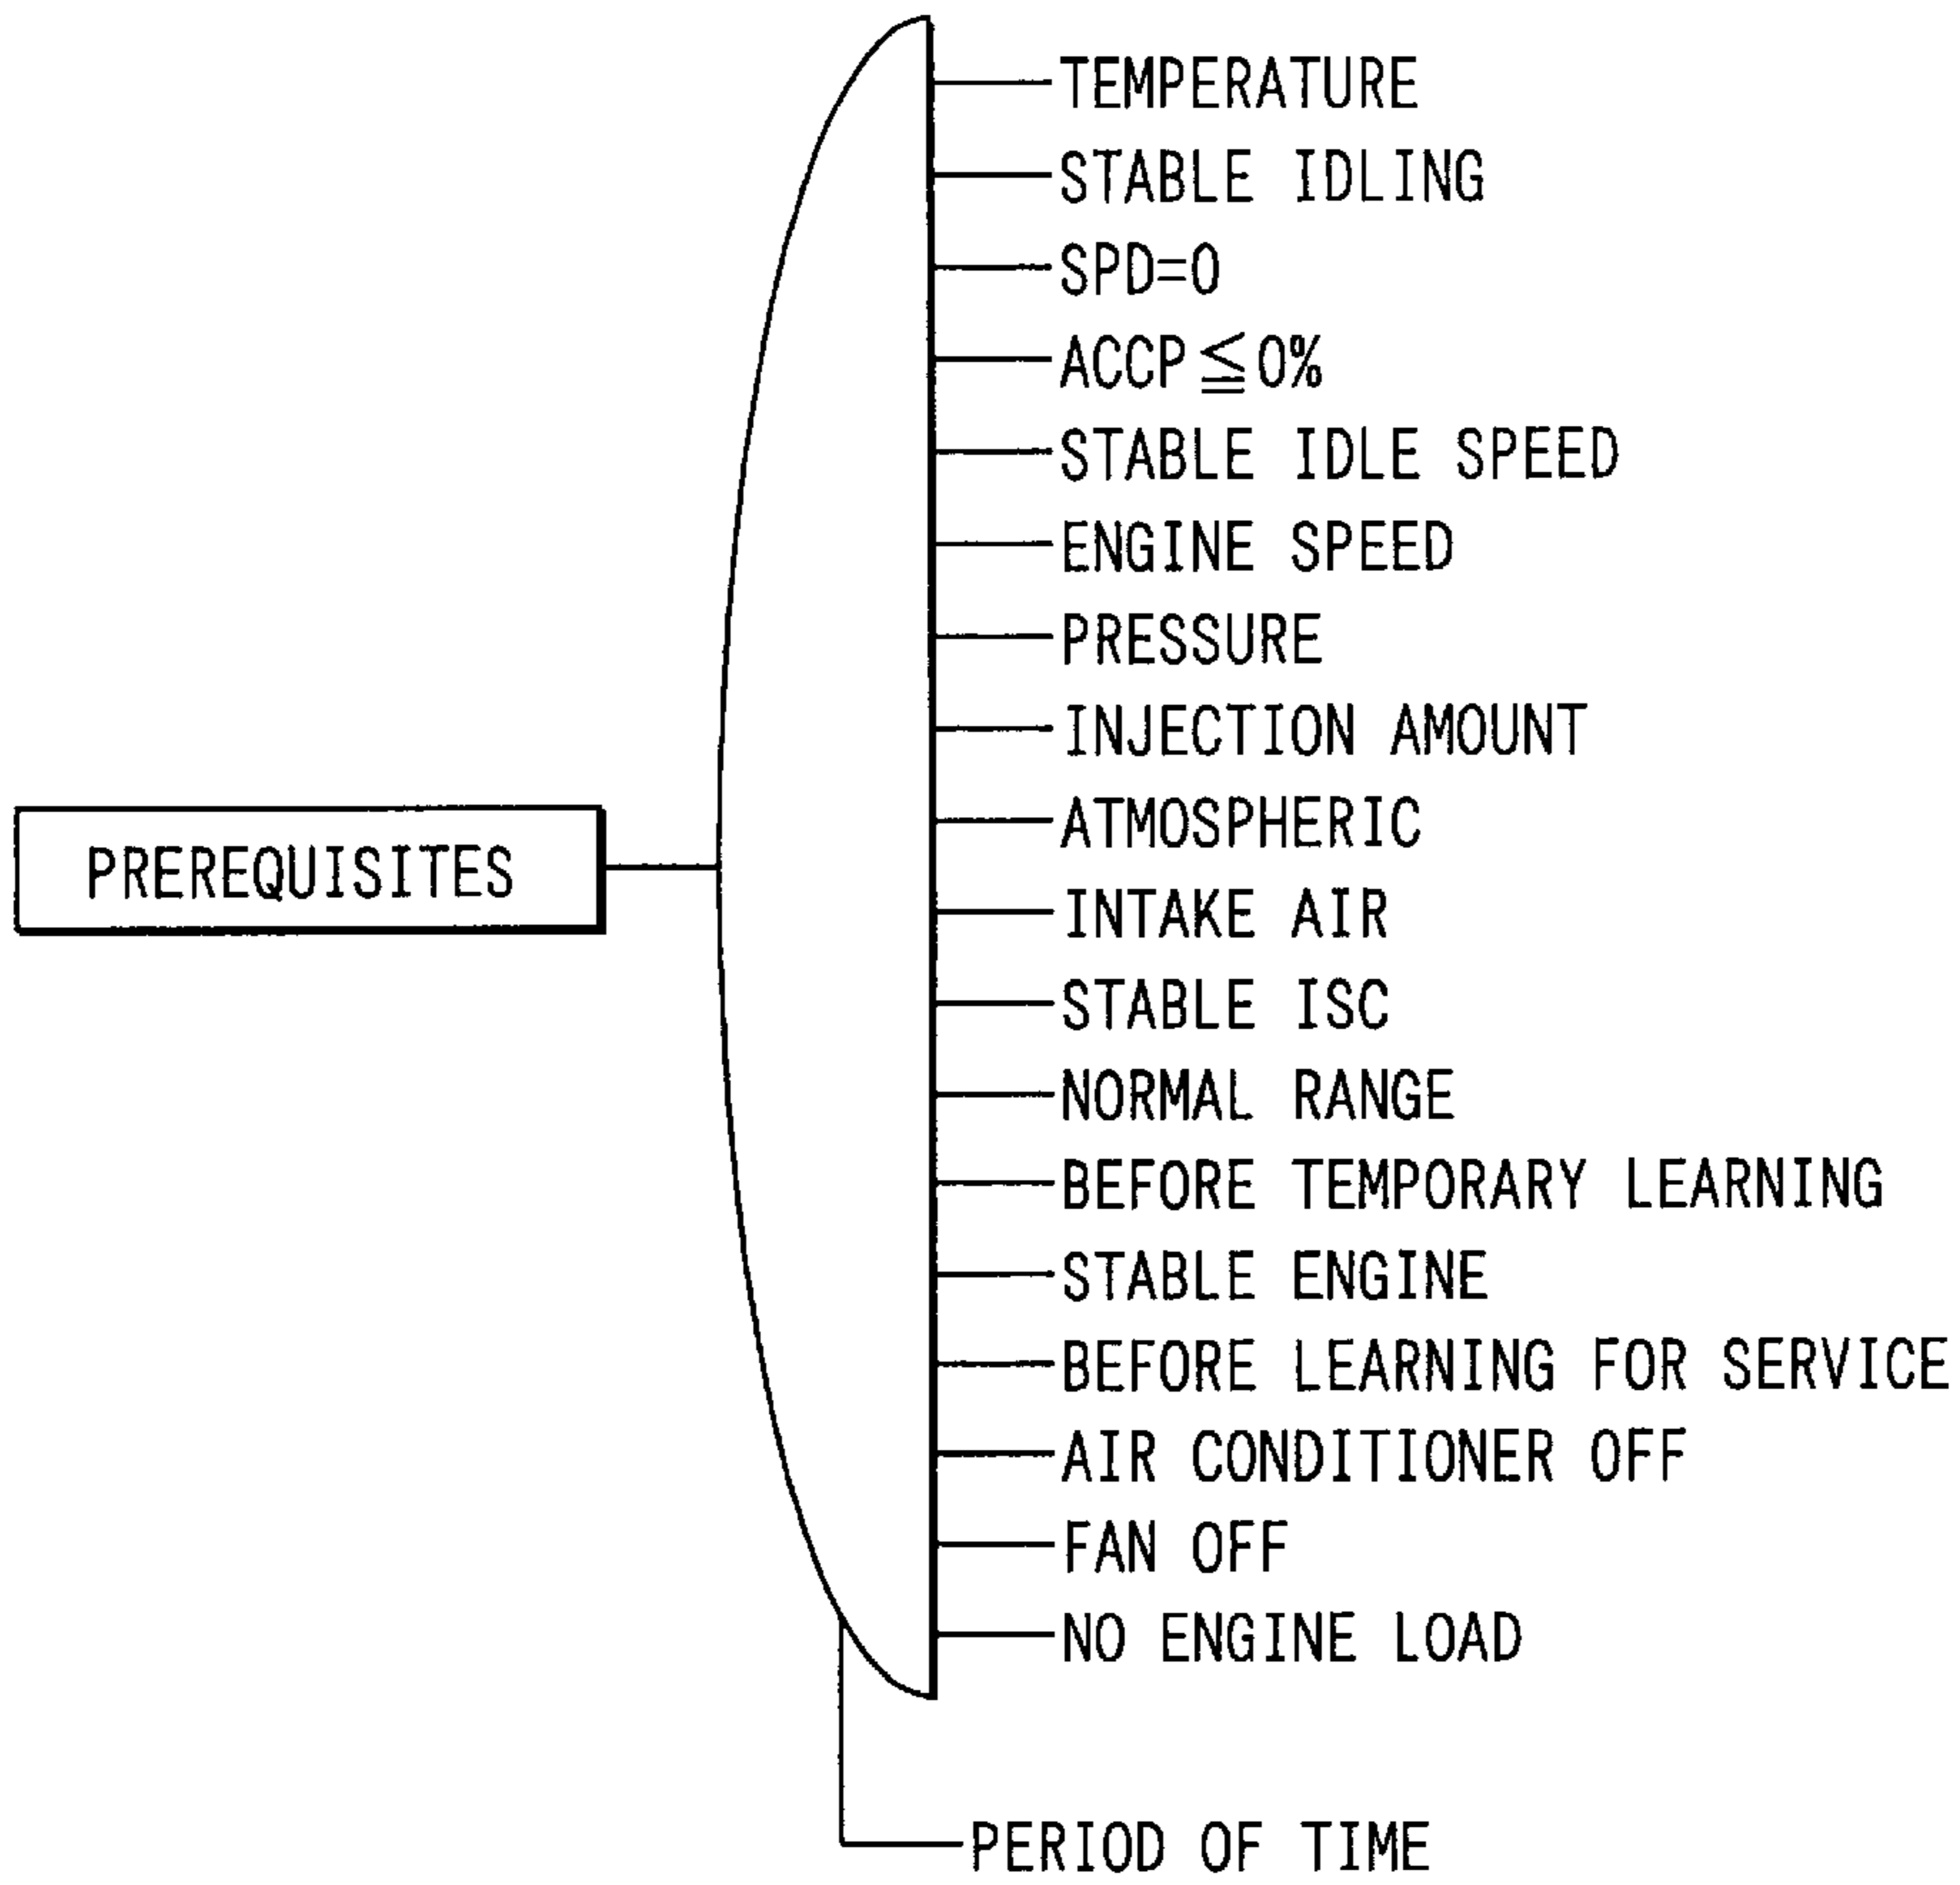 TEMPERATURE
STABLE IDLING
SPD=0
ACCP≦0%
STABLE IDLE SPEED
ENGINE SPEED
PRESSURE
INJECTION AMOUNT
ATMOSPHERIC
PREREQUISITES
INTAKE AIR
STABLE ISC
NORMAL RANGE
BEFORE TEMPORARY LEARNING
STABLE ENGINE
BEFORE LEARNING FOR SERVICE
AIR CONDITIONER OFF
FAN OFF
NO ENGINE LOAD
PERIOD OF TIME